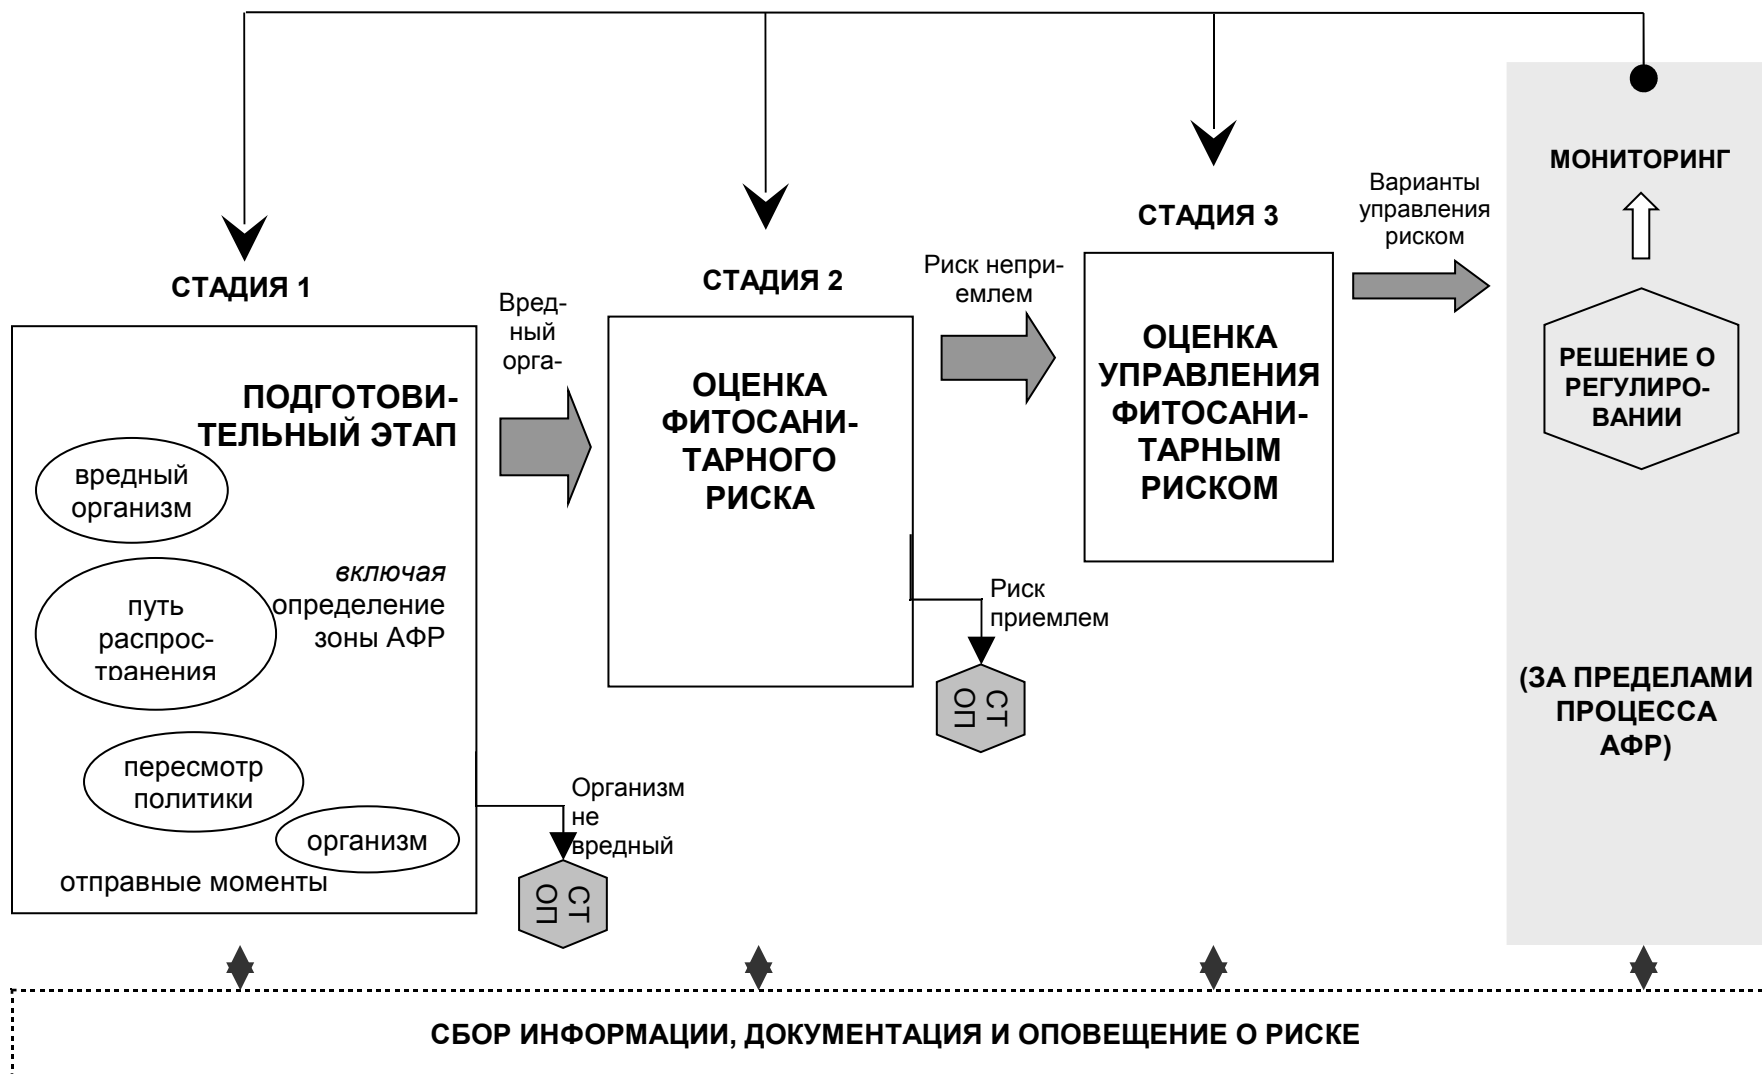 СТАДИЯ 1
ПОДГОТОВИ-
ТЕЛЬНЫЙ ЭТАП
вредный
организм
включая
определение
зоны АФР
путь
распрос-
транения
пересмотр
политики
организм
отправные моменты
Вред-
ный
орга-
Организм
не
вредный
СТ
ОП
СТАДИЯ 2
ОЦЕНКА
ФИТОСАНИ-
ТАРНОГО
РИСКА
Риск непри-
емлем
Риск
приемлем
СТ
ОП
СТАДИЯ 3
ОЦЕНКА
УПРАВЛЕНИЯ
ФИТОСАНИ-
ТАРНЫМ
РИСКОМ
Варианты
управления
риском
МОНИТОРИНГ
РЕШЕНИЕ О
РЕГУЛИРО-
ВАНИИ
(ЗА ПРЕДЕЛАМИ
ПРОЦЕССА
АФР)
СБОР ИНФОРМАЦИИ, ДОКУМЕНТАЦИЯ И ОПОВЕЩЕНИЕ О РИСКЕ